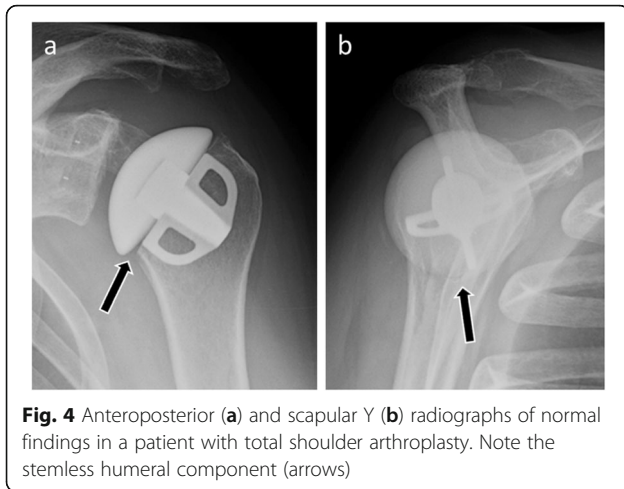 a
b
Fig. 4 Anteroposterior (a) and scapular Y (b) radiographs of normal
findings in a patient with total shoulder arthroplasty. Note the
stemless humeral component (arrows)